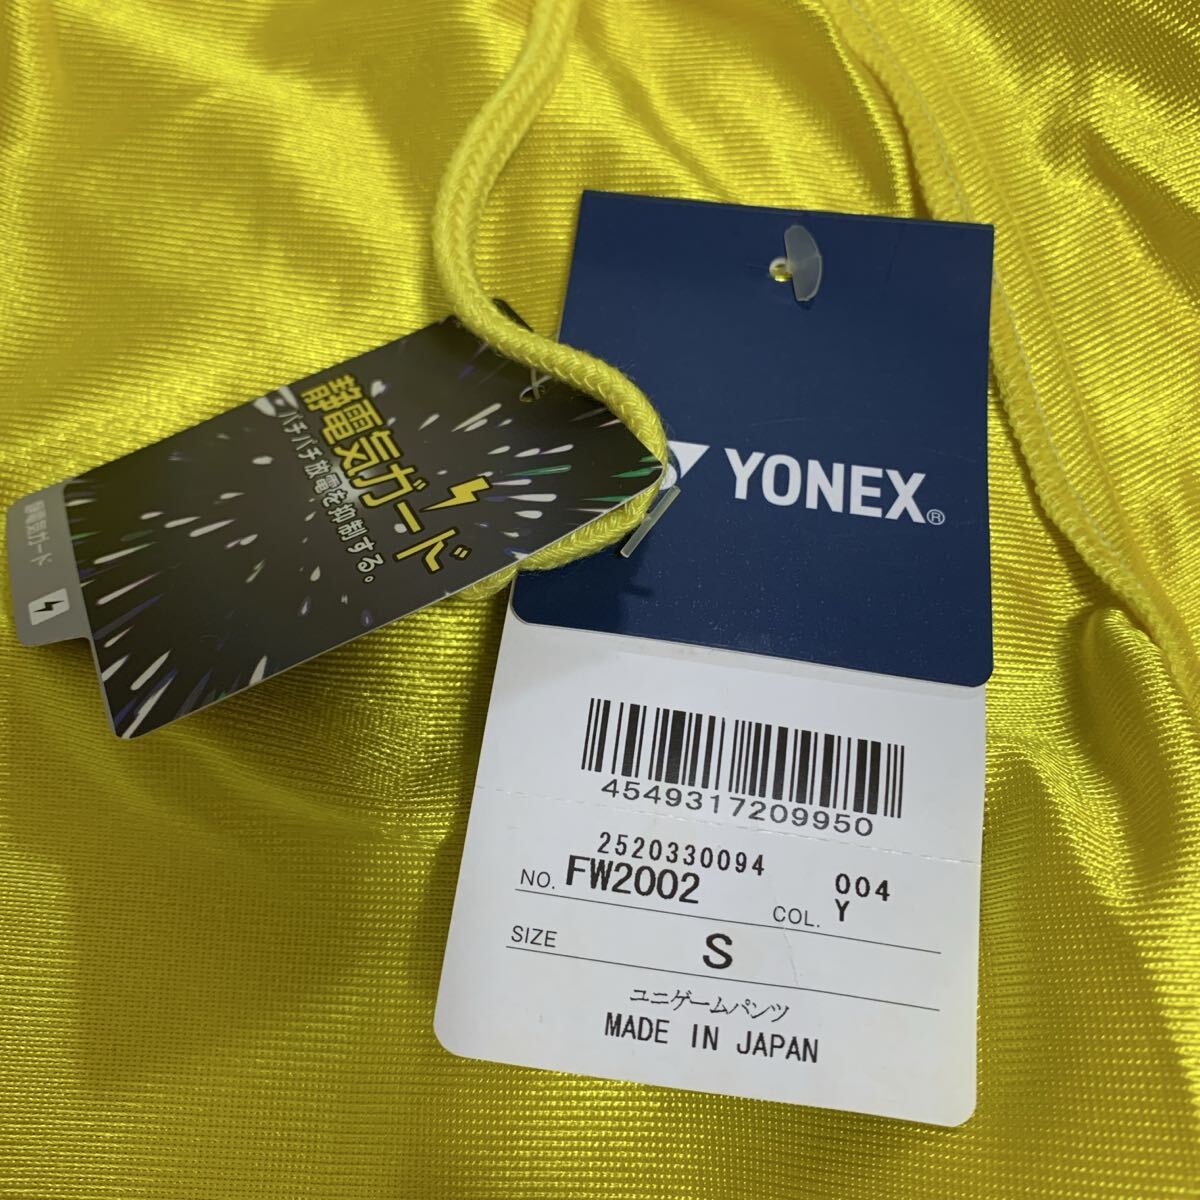 静電気ガード
バチバチ放電を抑制する。
静電気ガード
YONEX®
4549317209950
2520330094 004
NO. FW2002 COL. Y
SIZE S
ユニゲームパンツ
MADE IN JAPAN